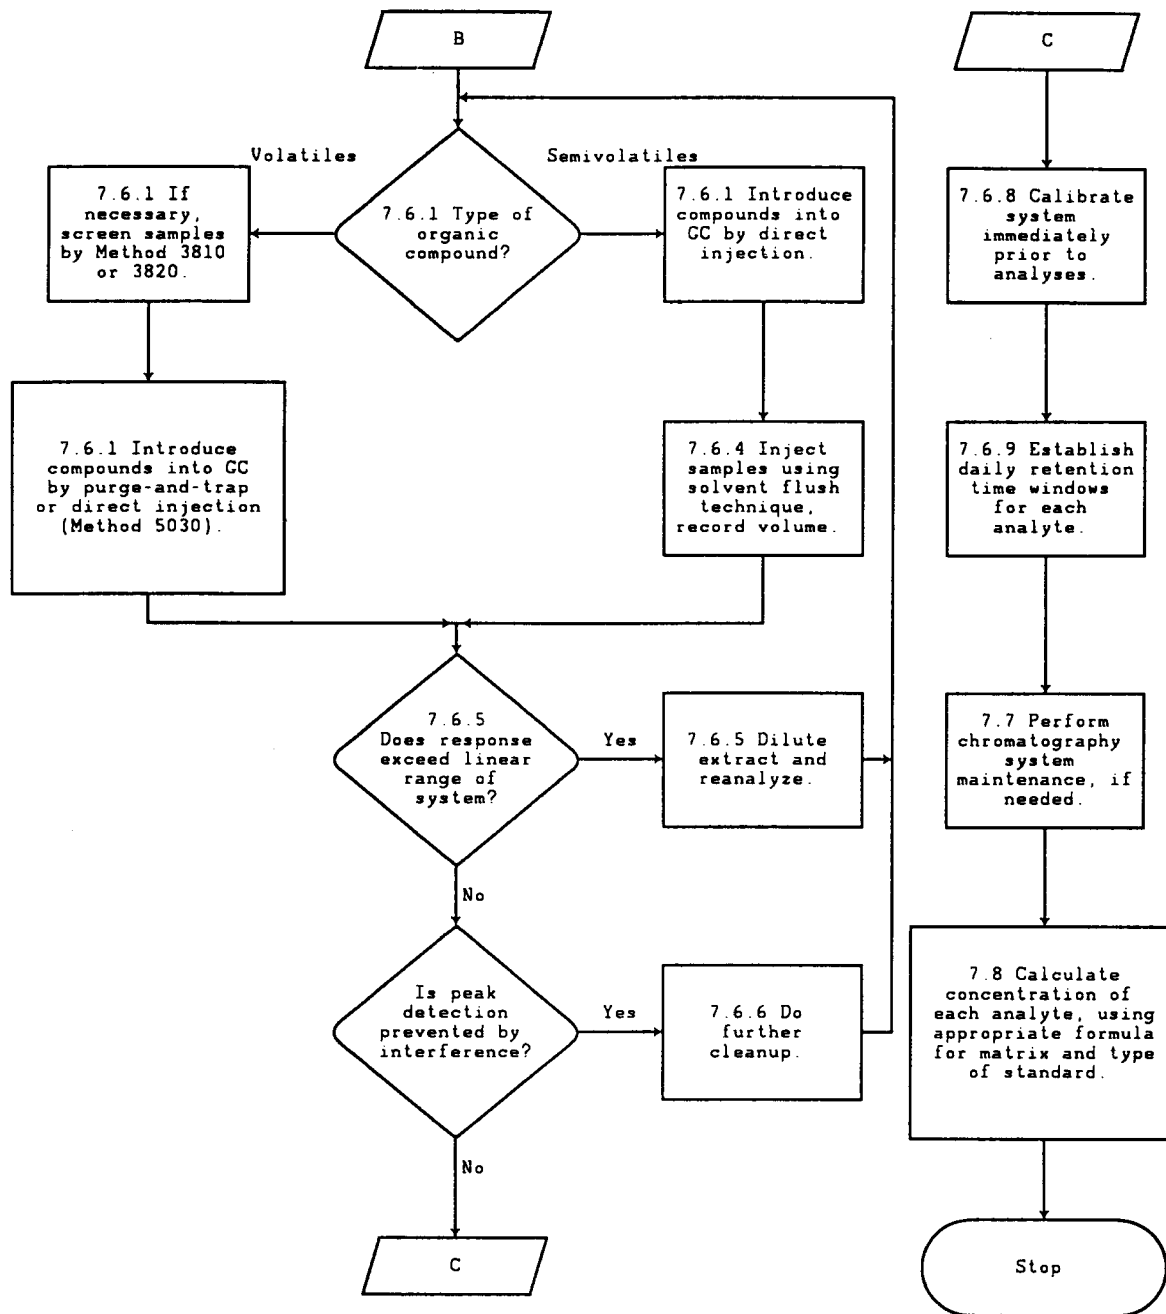 B
Volatiles
Semivolatiles
7.6.1 If
necessary,
screen samples
by Method 3810
or 3820.
7.6.1 Type of
organic
compound?
7.6.1 Introduce
compounds into
GC by direct
injection.
7.6.1 Introduce
compounds into GC
by purge-and-trap
or direct injection
(Method 5030).
7.6.4 Inject
samples using
solvent flush
technique,
record volume.
7.6.5
Does response
exceed linear
range of
system?
Yes
7.6.5 Dilute
extract and
reanalyze.
No
Is peak
detection
prevented by
interference?
Yes
7.6.6 Do
further
cleanup.
No
C
C
7.6.8 Calibrate
system
immediately
prior to
analyses.
7.6.9 Establish
daily retention
time windows
for each
analyte.
7.7 Perform
chromatography
system
maintenance, if
needed.
7.8 Calculate
concentration of
each analyte, using
appropriate formula
for matrix and type
of standard.
Stop